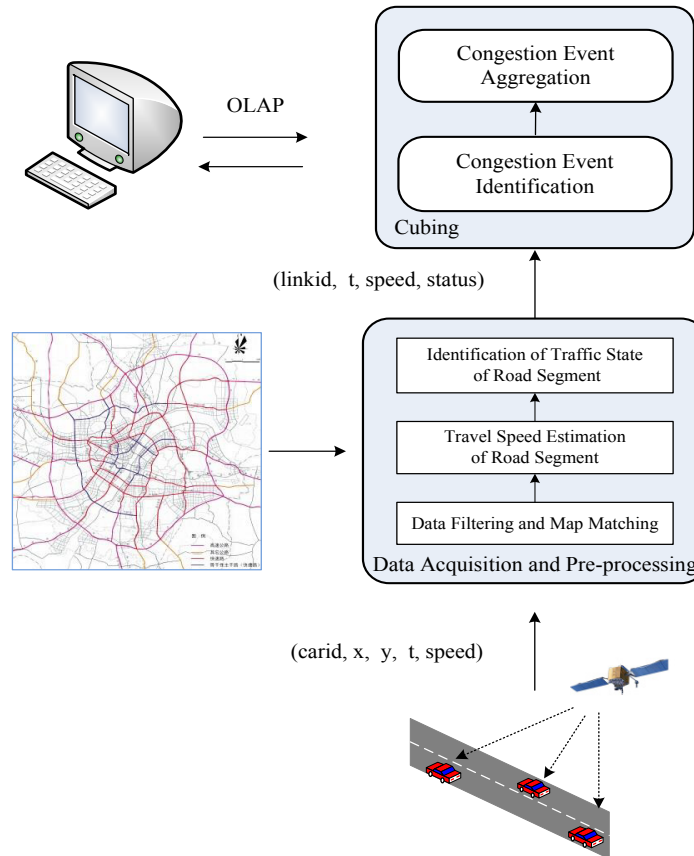 Congestion Event
Aggregation
OLAP
Congestion Event
Identification
Cubing
(linkid, t, speed, status)
Identification of Traffic State
of Road Segment
Travel Speed Estimation
of Road Segment
Data Filtering and Map Matching
Data Acquisition and Pre-processing
(carid, x, y, t, speed)